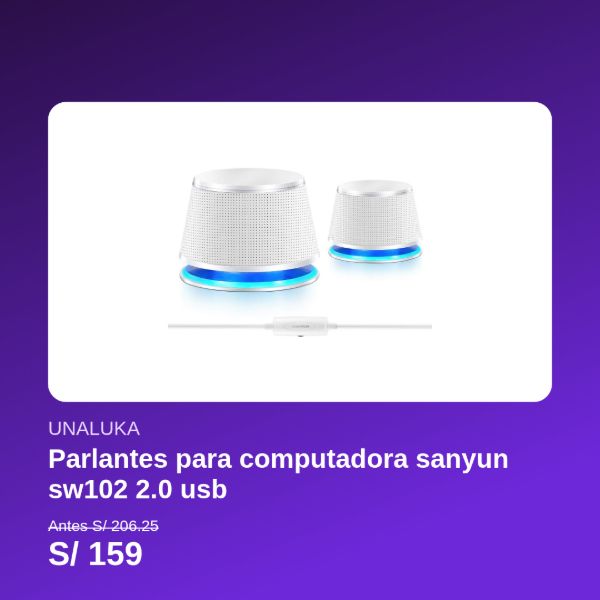 UNALUKA
Parlantes para computadora sanyun
sw102 2.0 usb
Antes S/ 206.25
S/ 159